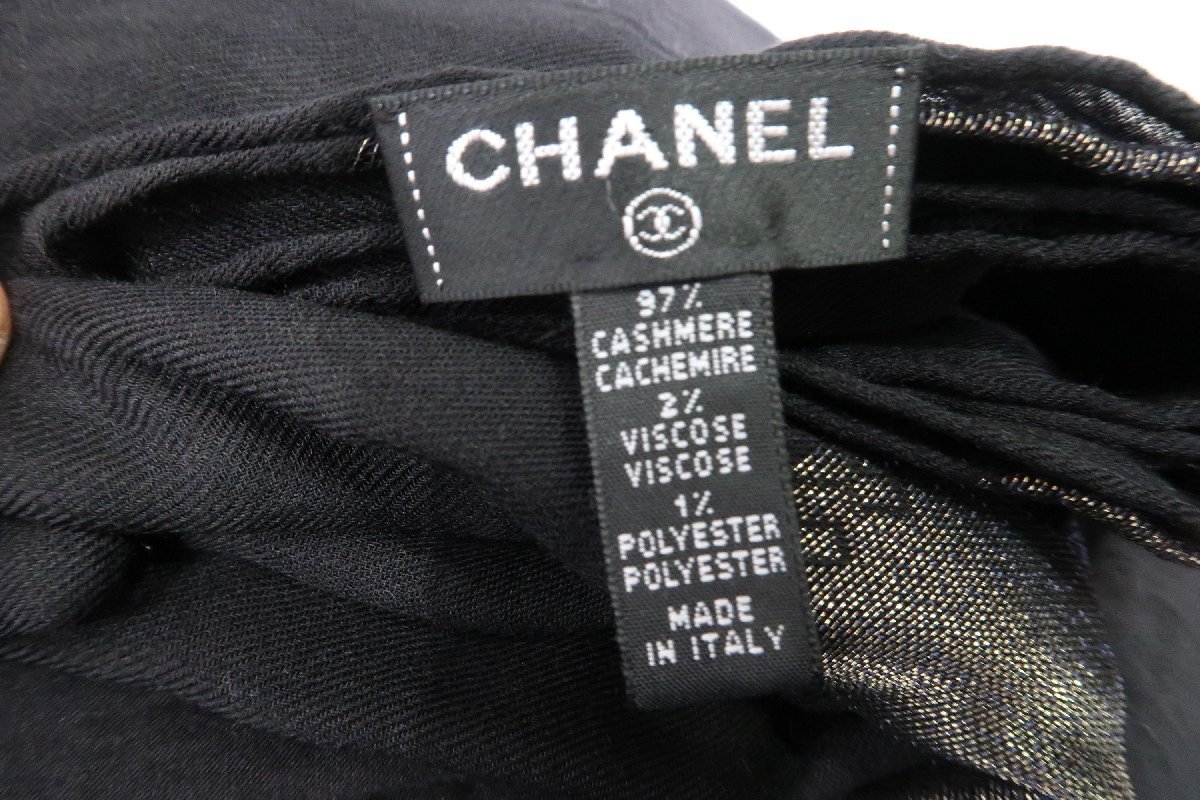 CHANEL
97%
CASHMERE
CACHEMIRE
2%
VISCOSE
VISCOSE
1%
POLYESTER
POLYESTER
MADE
IN ITALY